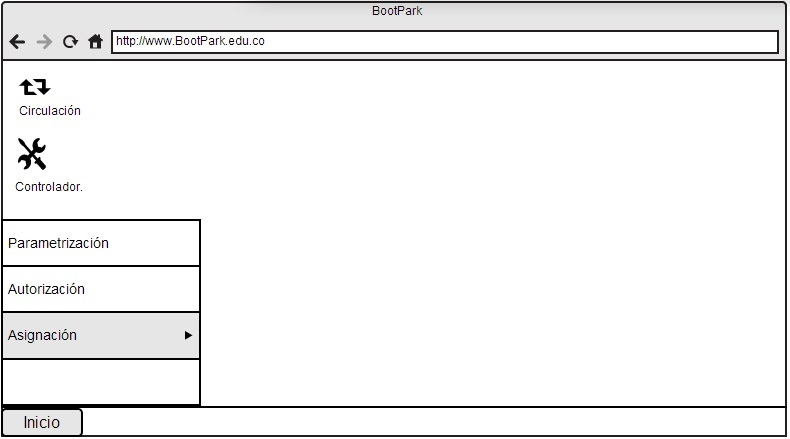 BootPark
http://www.BootPark.edu.co
Circulación
Controlador.
Parametrización
Autorización
Asignación
Inicio